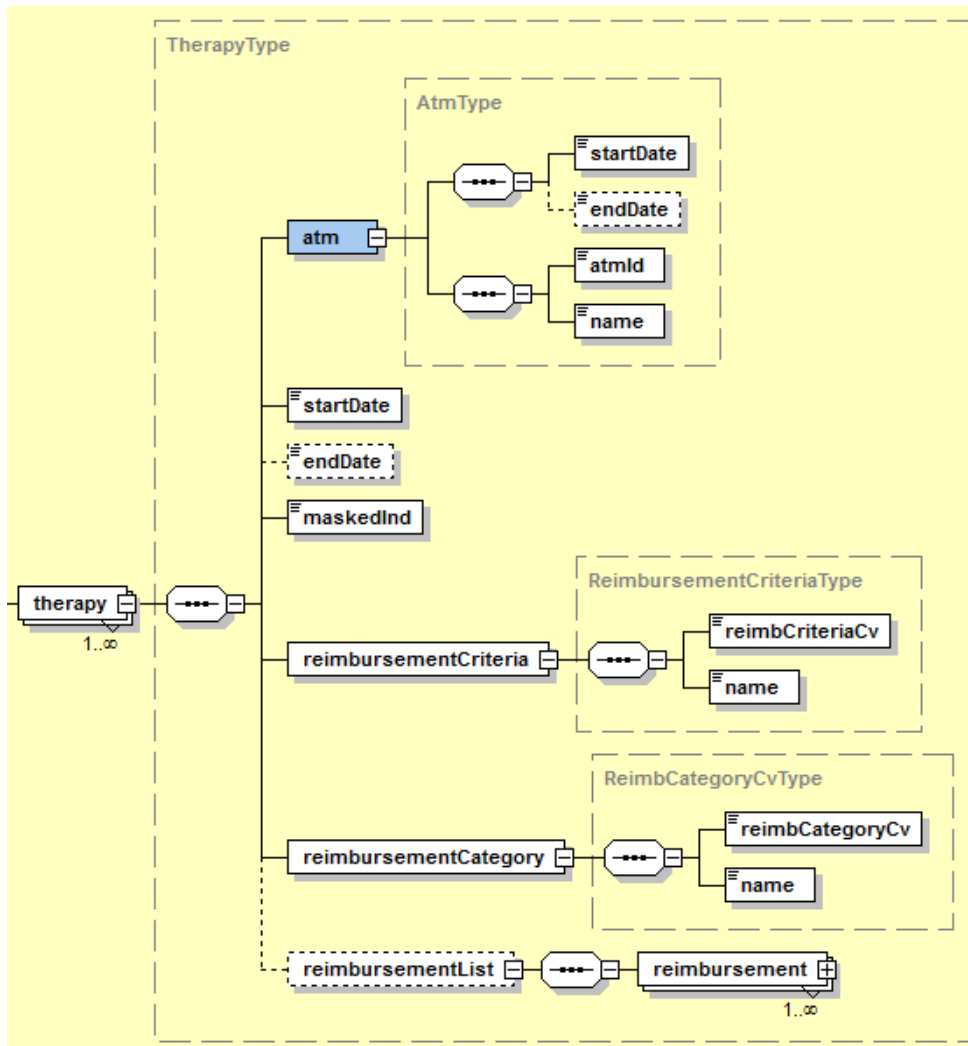 TherapyType
AtmType
startDate
endDate
atm
atmId
name
startDate
endDate
maskedInd
ReimbursementCriteriaType
therapy
1..∞
reimbCriteriaCv
reimbursementCriteria
name
ReimbCategoryCvType
reimbCategoryCv
reimbursementCategory
name
reimbursementList
reimbursement
1..∞